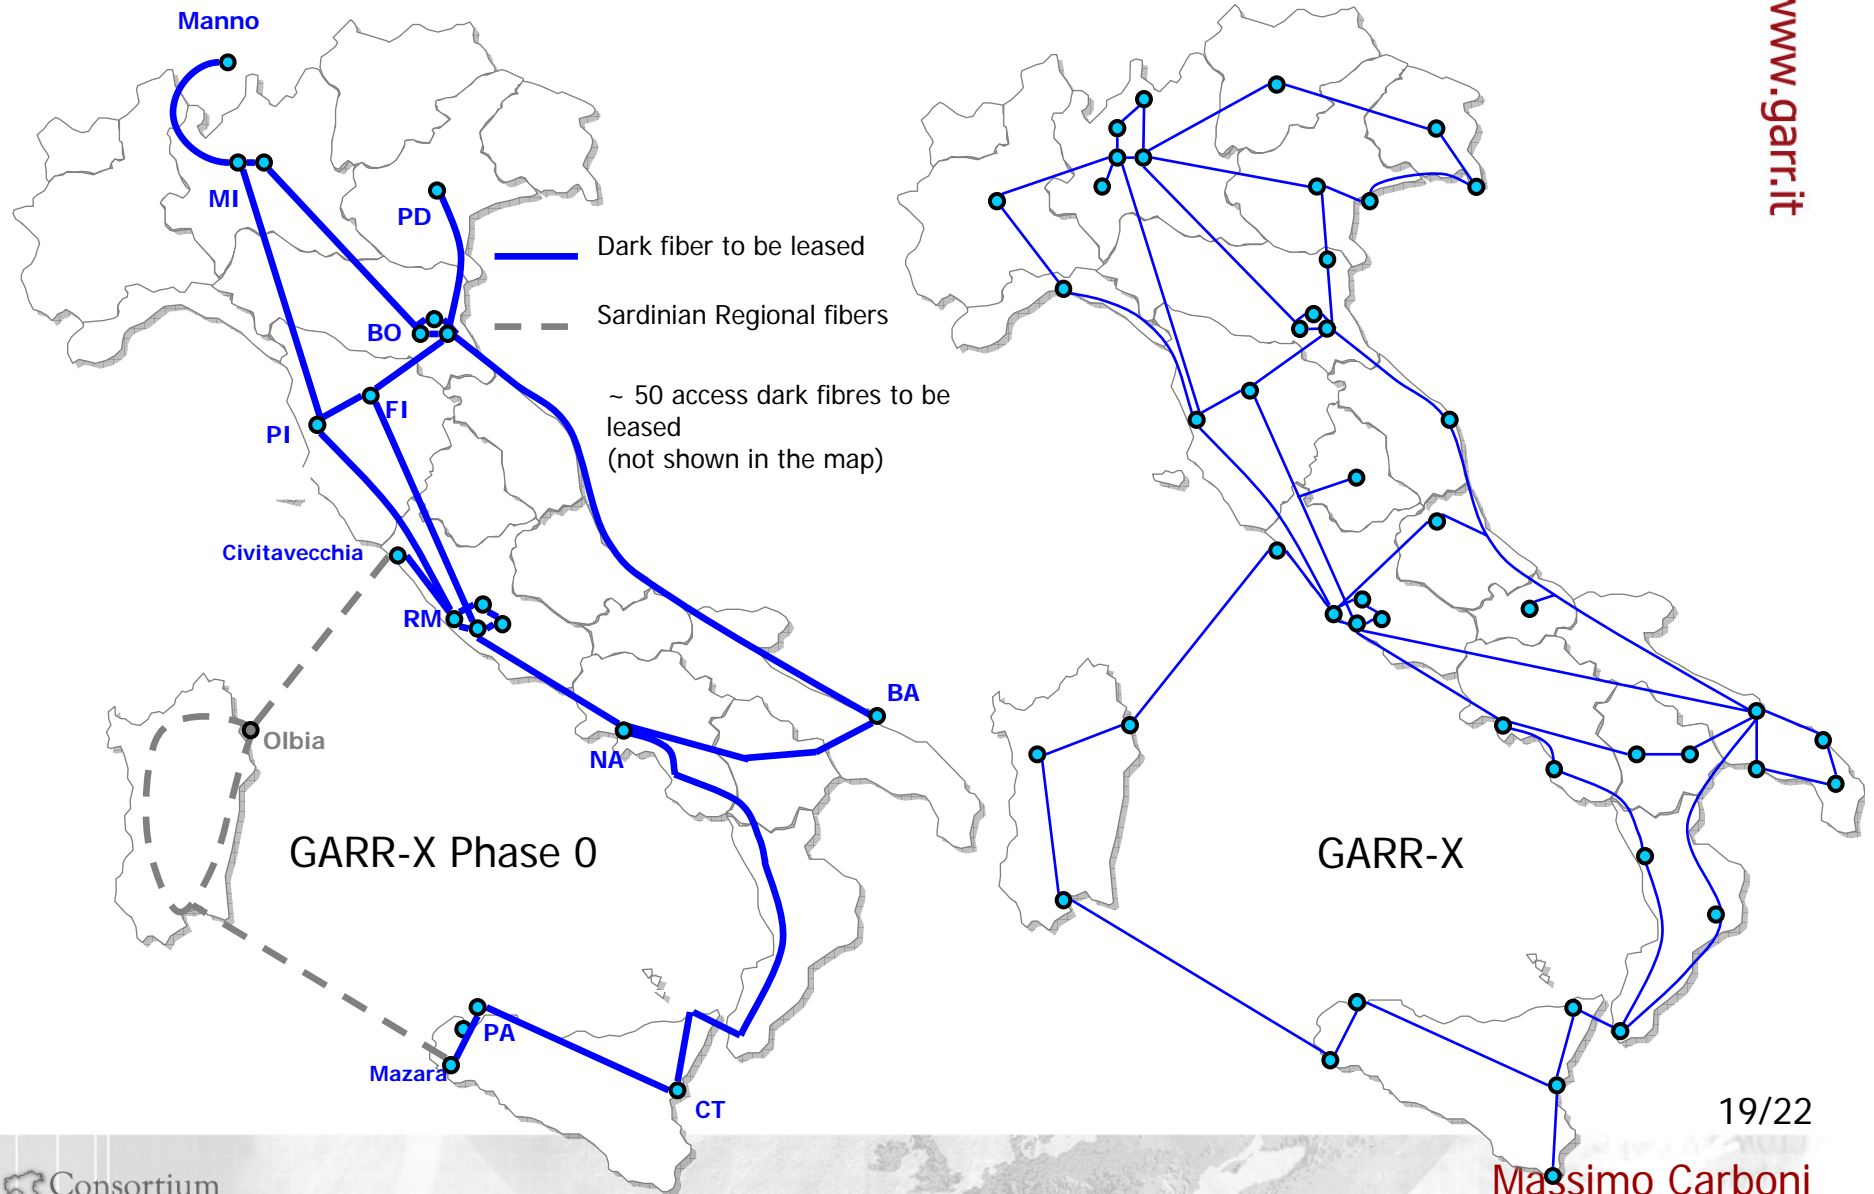 Manno
www.garr.it
MI
PD
Dark fiber to be leased
Sardinian Regional fibers
BO
~ 50 access dark fibres to be
leased
(not shown in the map)
FI
PI
Civitavecchia
RM
BA
Olbia
NA
GARR-X Phase 0
GARR-X
PA
Mazara
CT
19/22
Consortium
Massimo Carboni